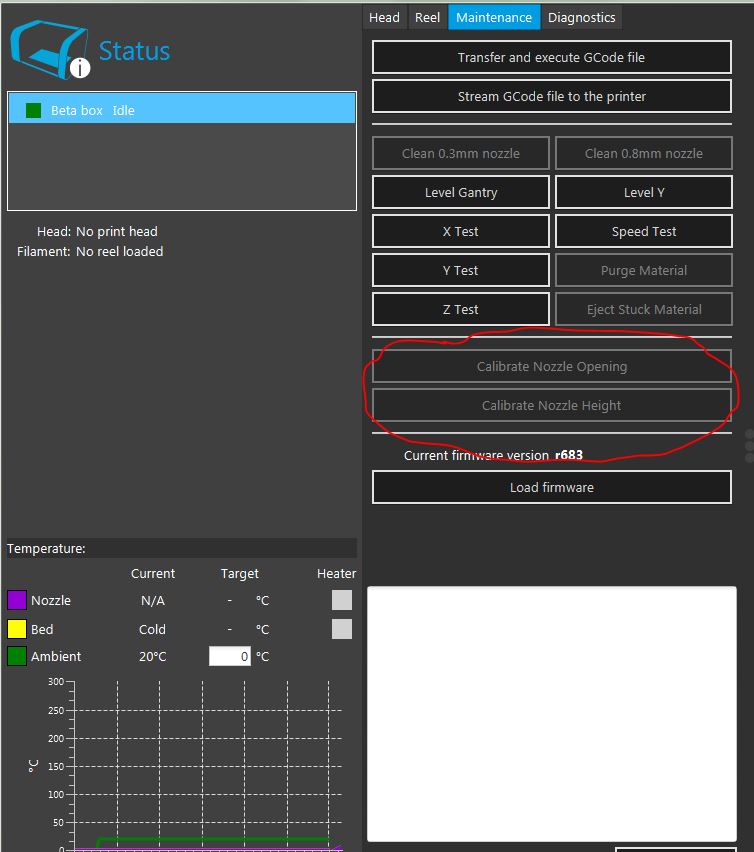 Status
i
Beta box Idle
Head: No print head
Filament: No reel loaded
Head Reel Maintenance Diagnostics
Transfer and execute GCode file
Stream GCode file to the printer
Clean 0.3mm nozzle Clean 0.8mm nozzle
Level Gantry Level Y
X Test Speed Test
Y Test Purge Material
Z Test Eject Stuck Material
Calibrate Nozzle Opening
Calibrate Nozzle Height
Current firmware version r683
Load firmware
Temperature:
Current Target Heater
Nozzle N/A - °C
Bed Cold - °C
Ambient 20°C 0 °C
300
250
200
150
100
50
0
°C